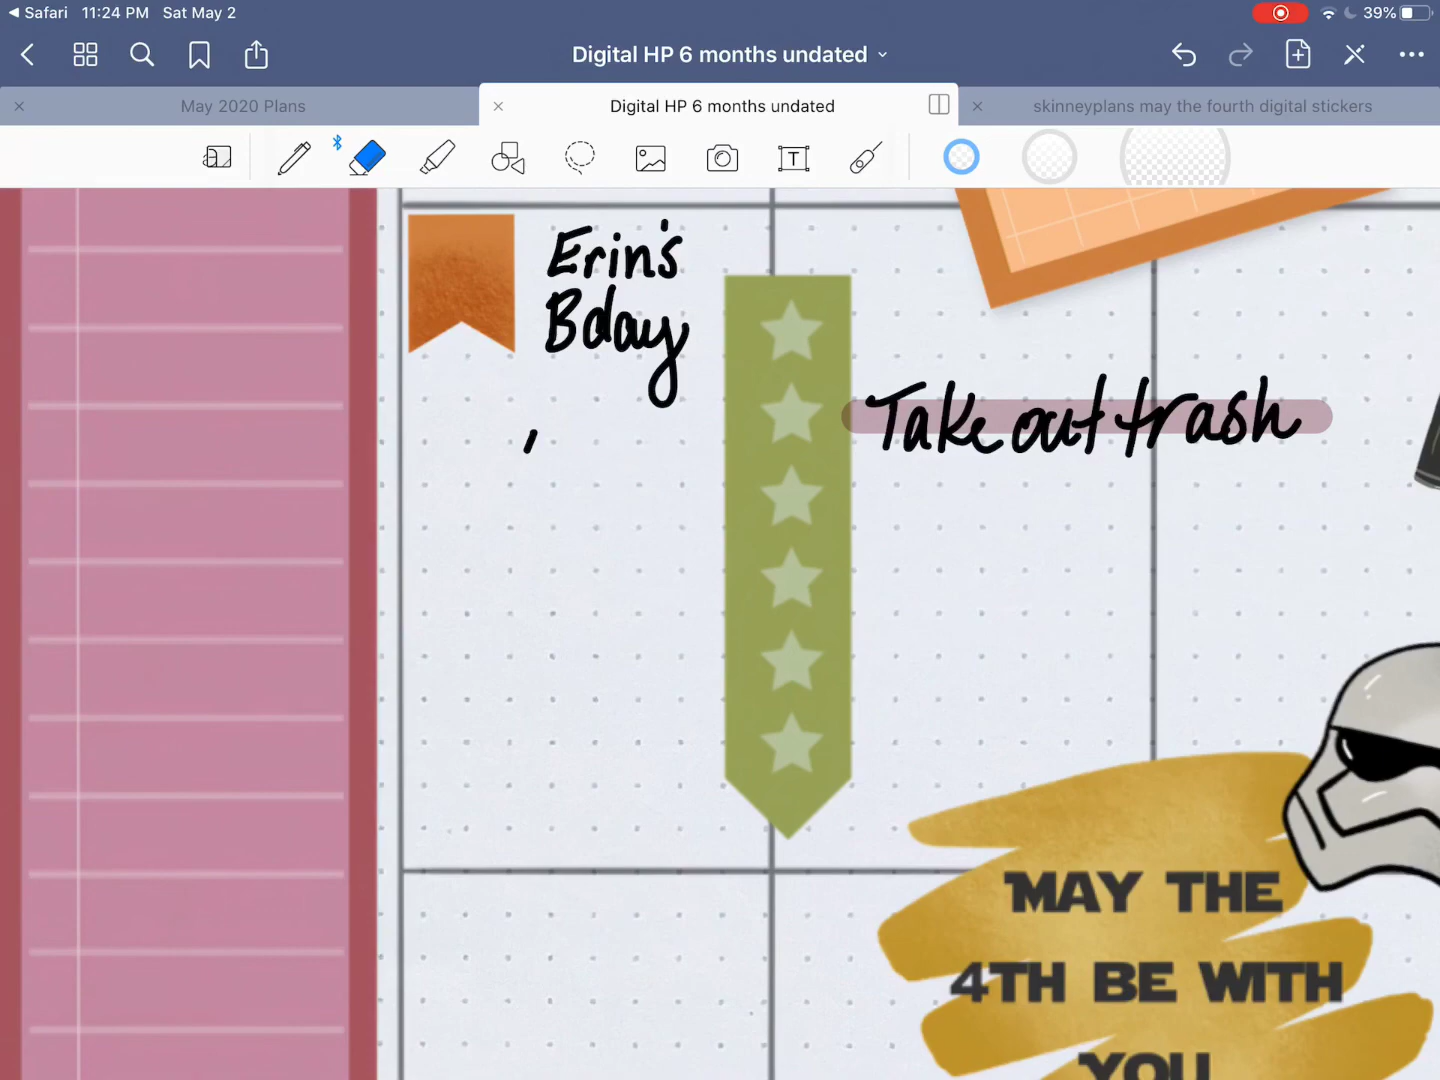 Safari 11:24 PM Sat May 2 39%
Digital HP 6 months undated
May 2020 Plans
Digital HP 6 months undated
skinneyplans may the fourth digital stickers
T
Erin's
Bday
,
Take out trash
MAY THE
4TH BE WITH
YOU